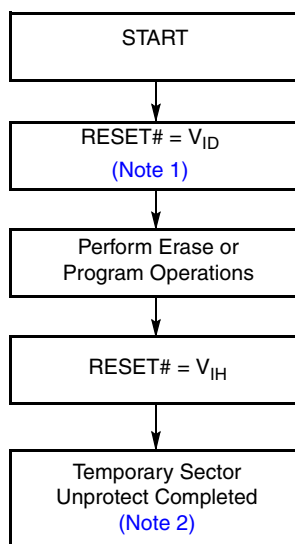 START
RESET# = VID
(Note 1)
Perform Erase or
Program Operations
RESET# = VIH
Temporary Sector
Unprotect Completed
(Note 2)